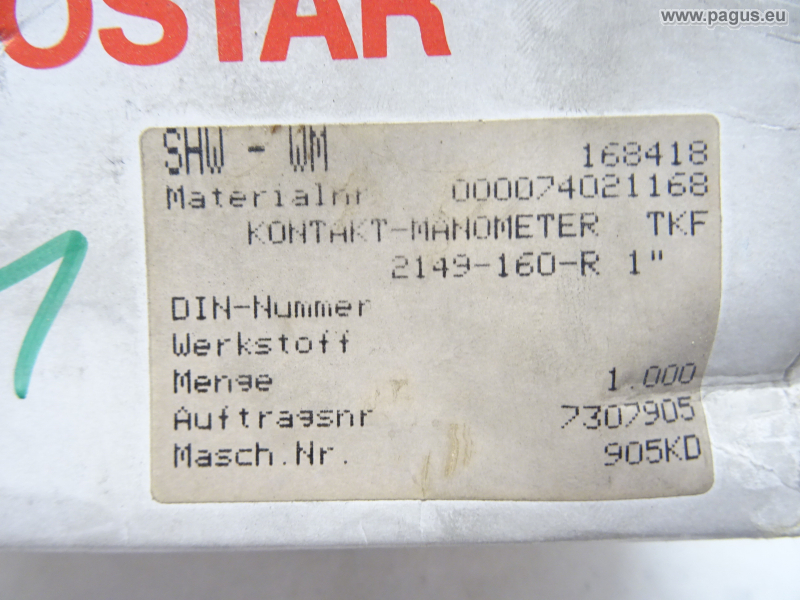 www.pagus.eu
OSTAR
SHW - WM 168418
Materialnr 000074021168
KONTAKT-MANOMETER TKF
2149-160-R 1"
DIN-Nummer
Werkstoff
Menge 1.000
Auftragsnr 7307905
Masch.Nr. 905KD
1